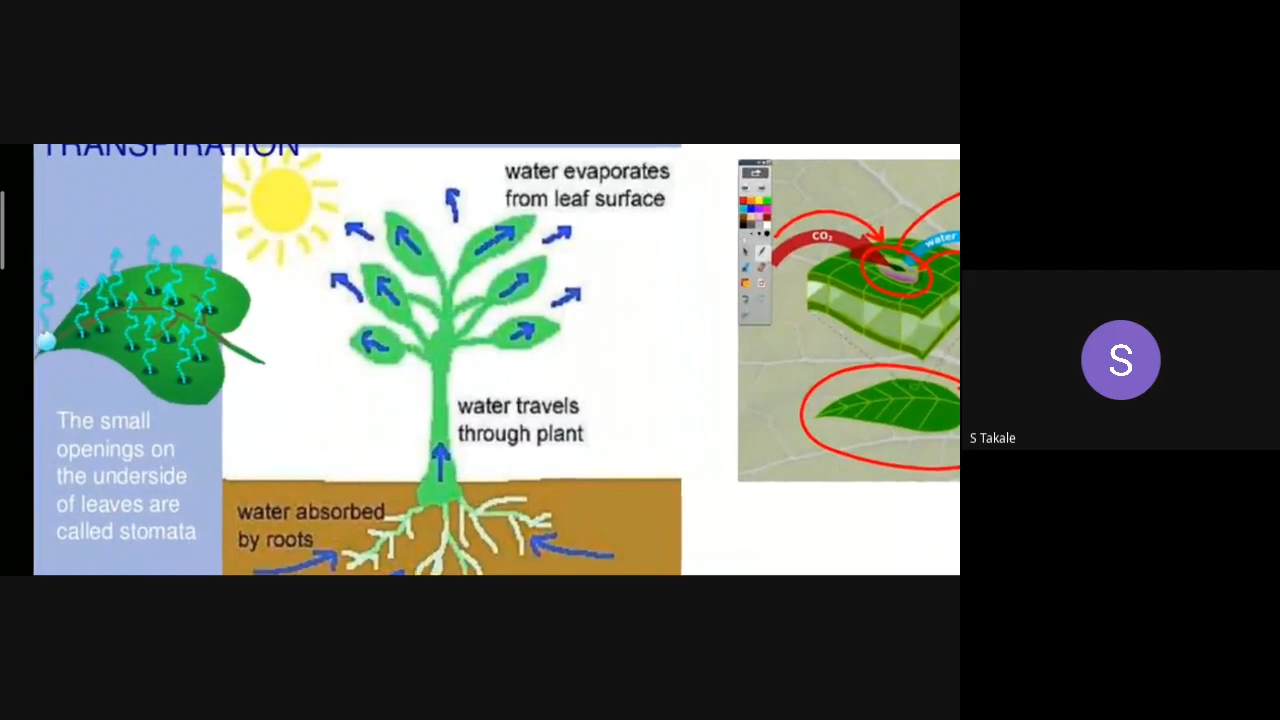 TRANSPIRATION
water evaporates
from leaf surface
The small
openings on
the underside
of leaves are
called stomata
water travels
through plant
water absorbed
by roots
CO₂
water
S
S Takale